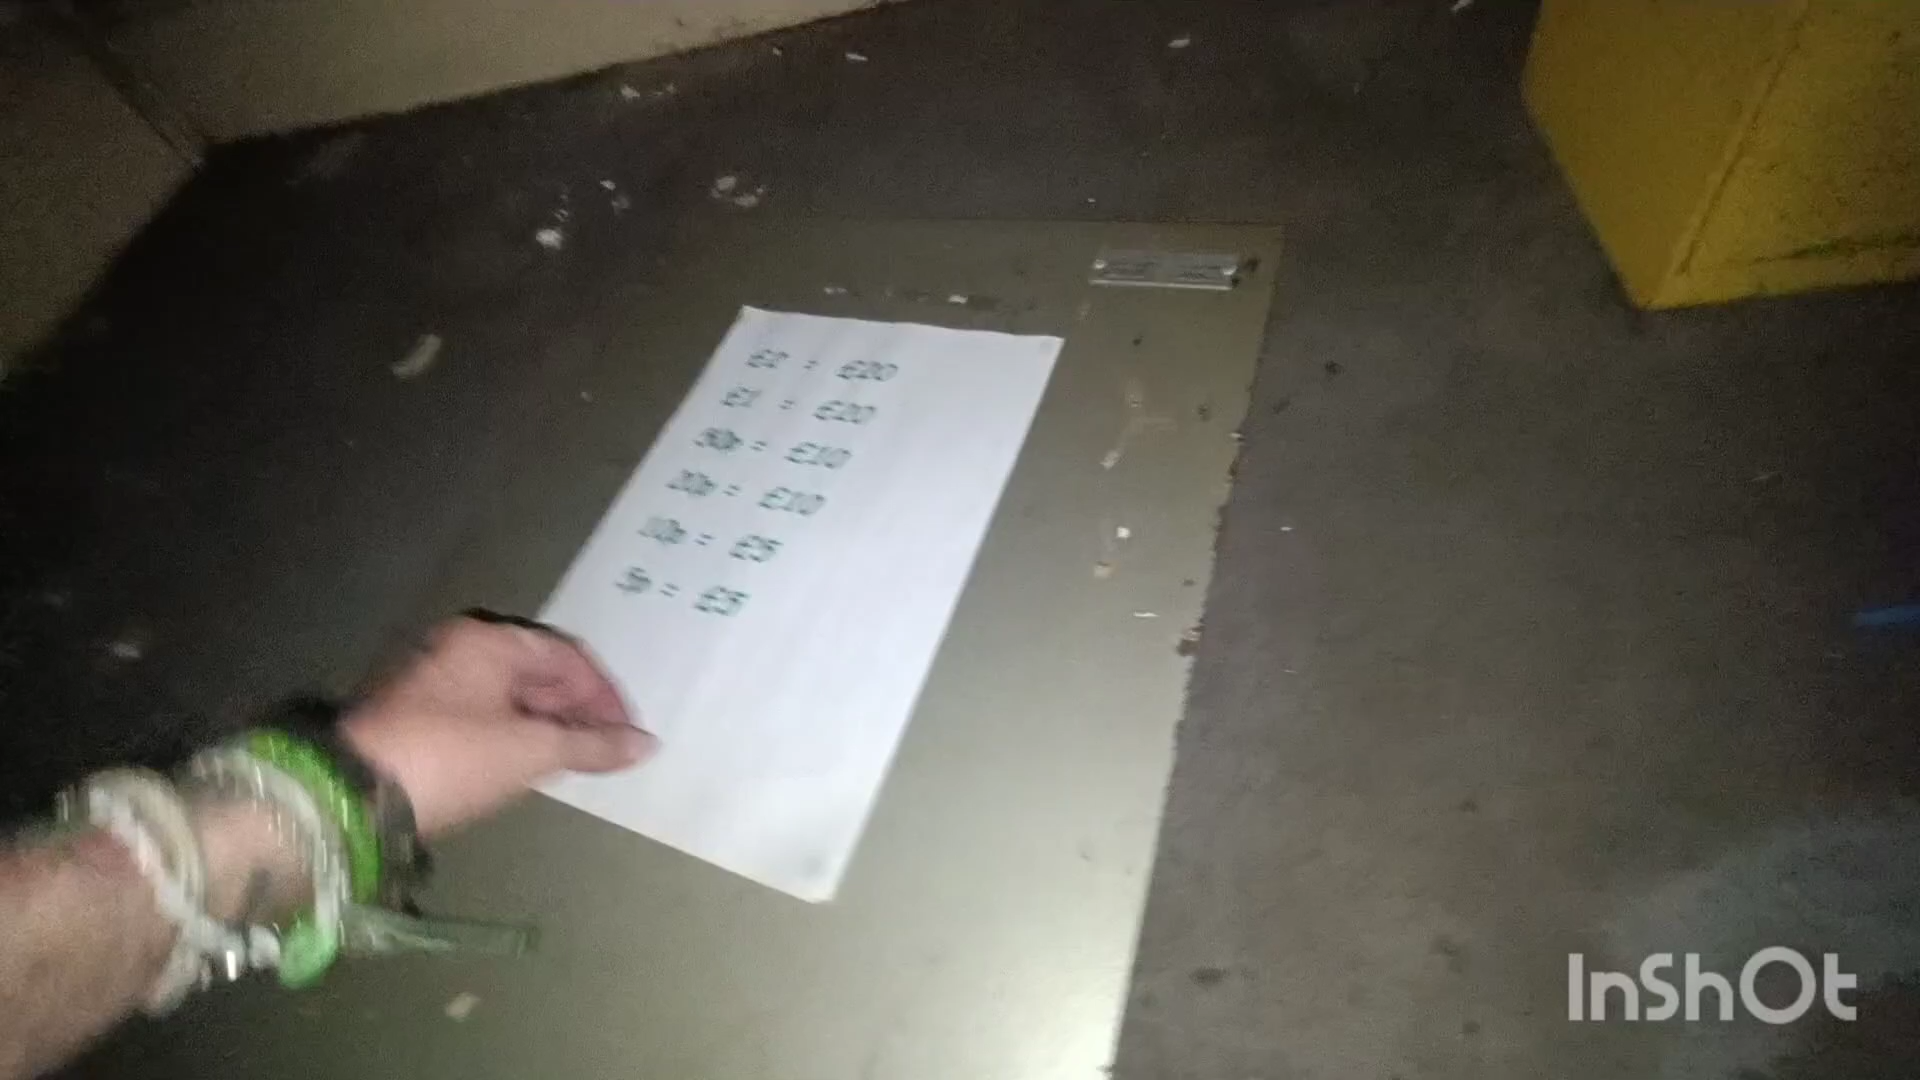 £2 = £20
£1 = £20
50p = £10
20p = £10
10p = £5
5p = £5
InShOt